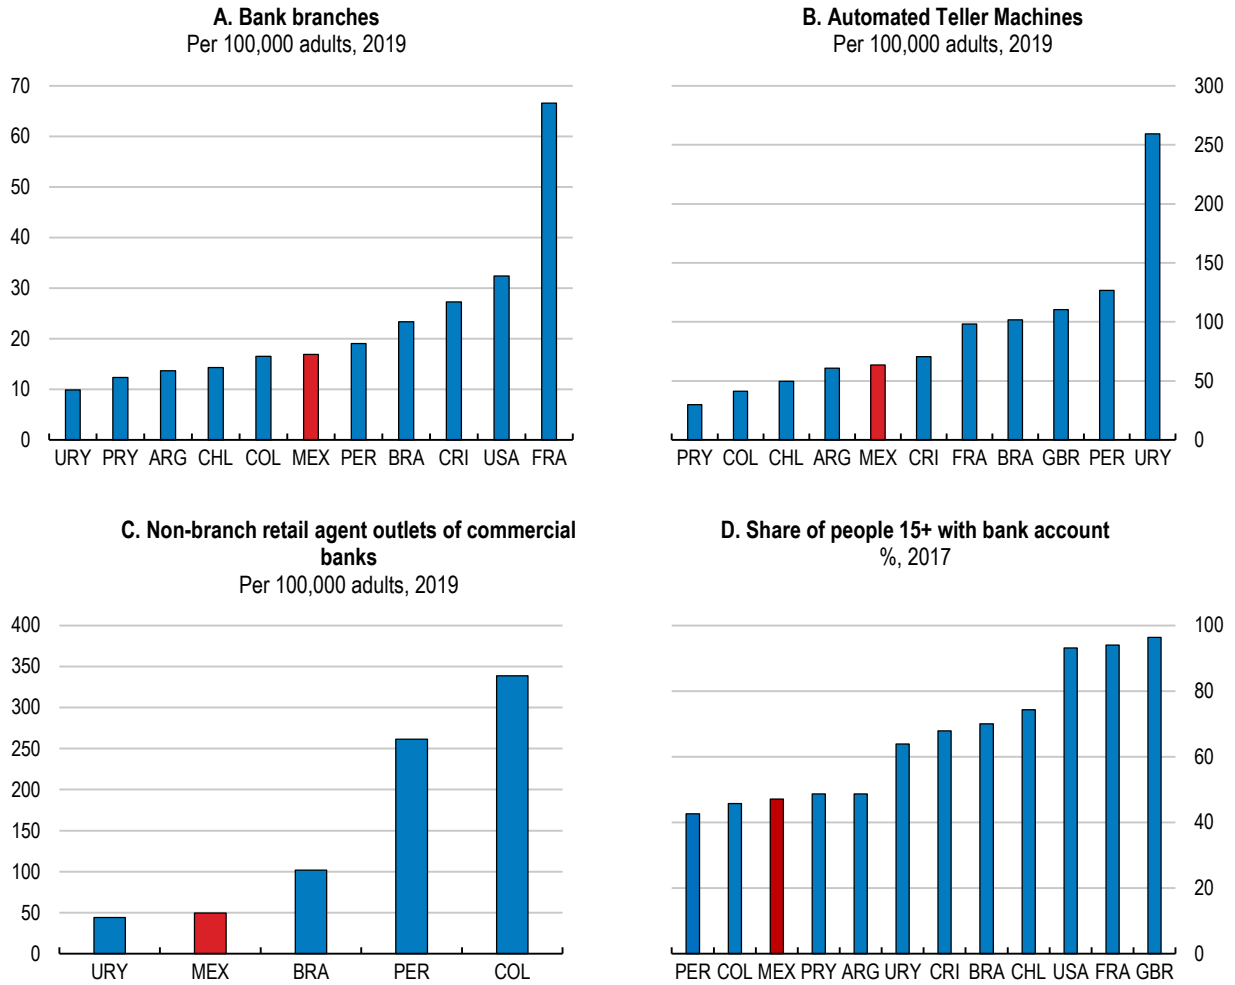 A. Bank branches
Per 100,000 adults, 2019
70
60
50
40
30
20
10
0
URY PRY ARG CHL COL MEX PER BRA CRI USA FRA
B. Automated Teller Machines
Per 100,000 adults, 2019
300
250
200
150
100
50
0
PRY COL CHL ARG MEX CRI FRA BRA GBR PER URY
C. Non-branch retail agent outlets of commercial
banks
Per 100,000 adults, 2019
400
350
300
250
200
150
100
50
0
URY MEX BRA PER COL
D. Share of people 15+ with bank account
%, 2017
100
80
60
40
20
0
PER COL MEX PRY ARG URY CRI BRA CHL USA FRA GBR